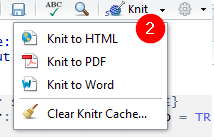 ABC
Knit
2
Knit to HTML
Knit to PDF
Knit to Word
Clear Knitr Cache...
= TR